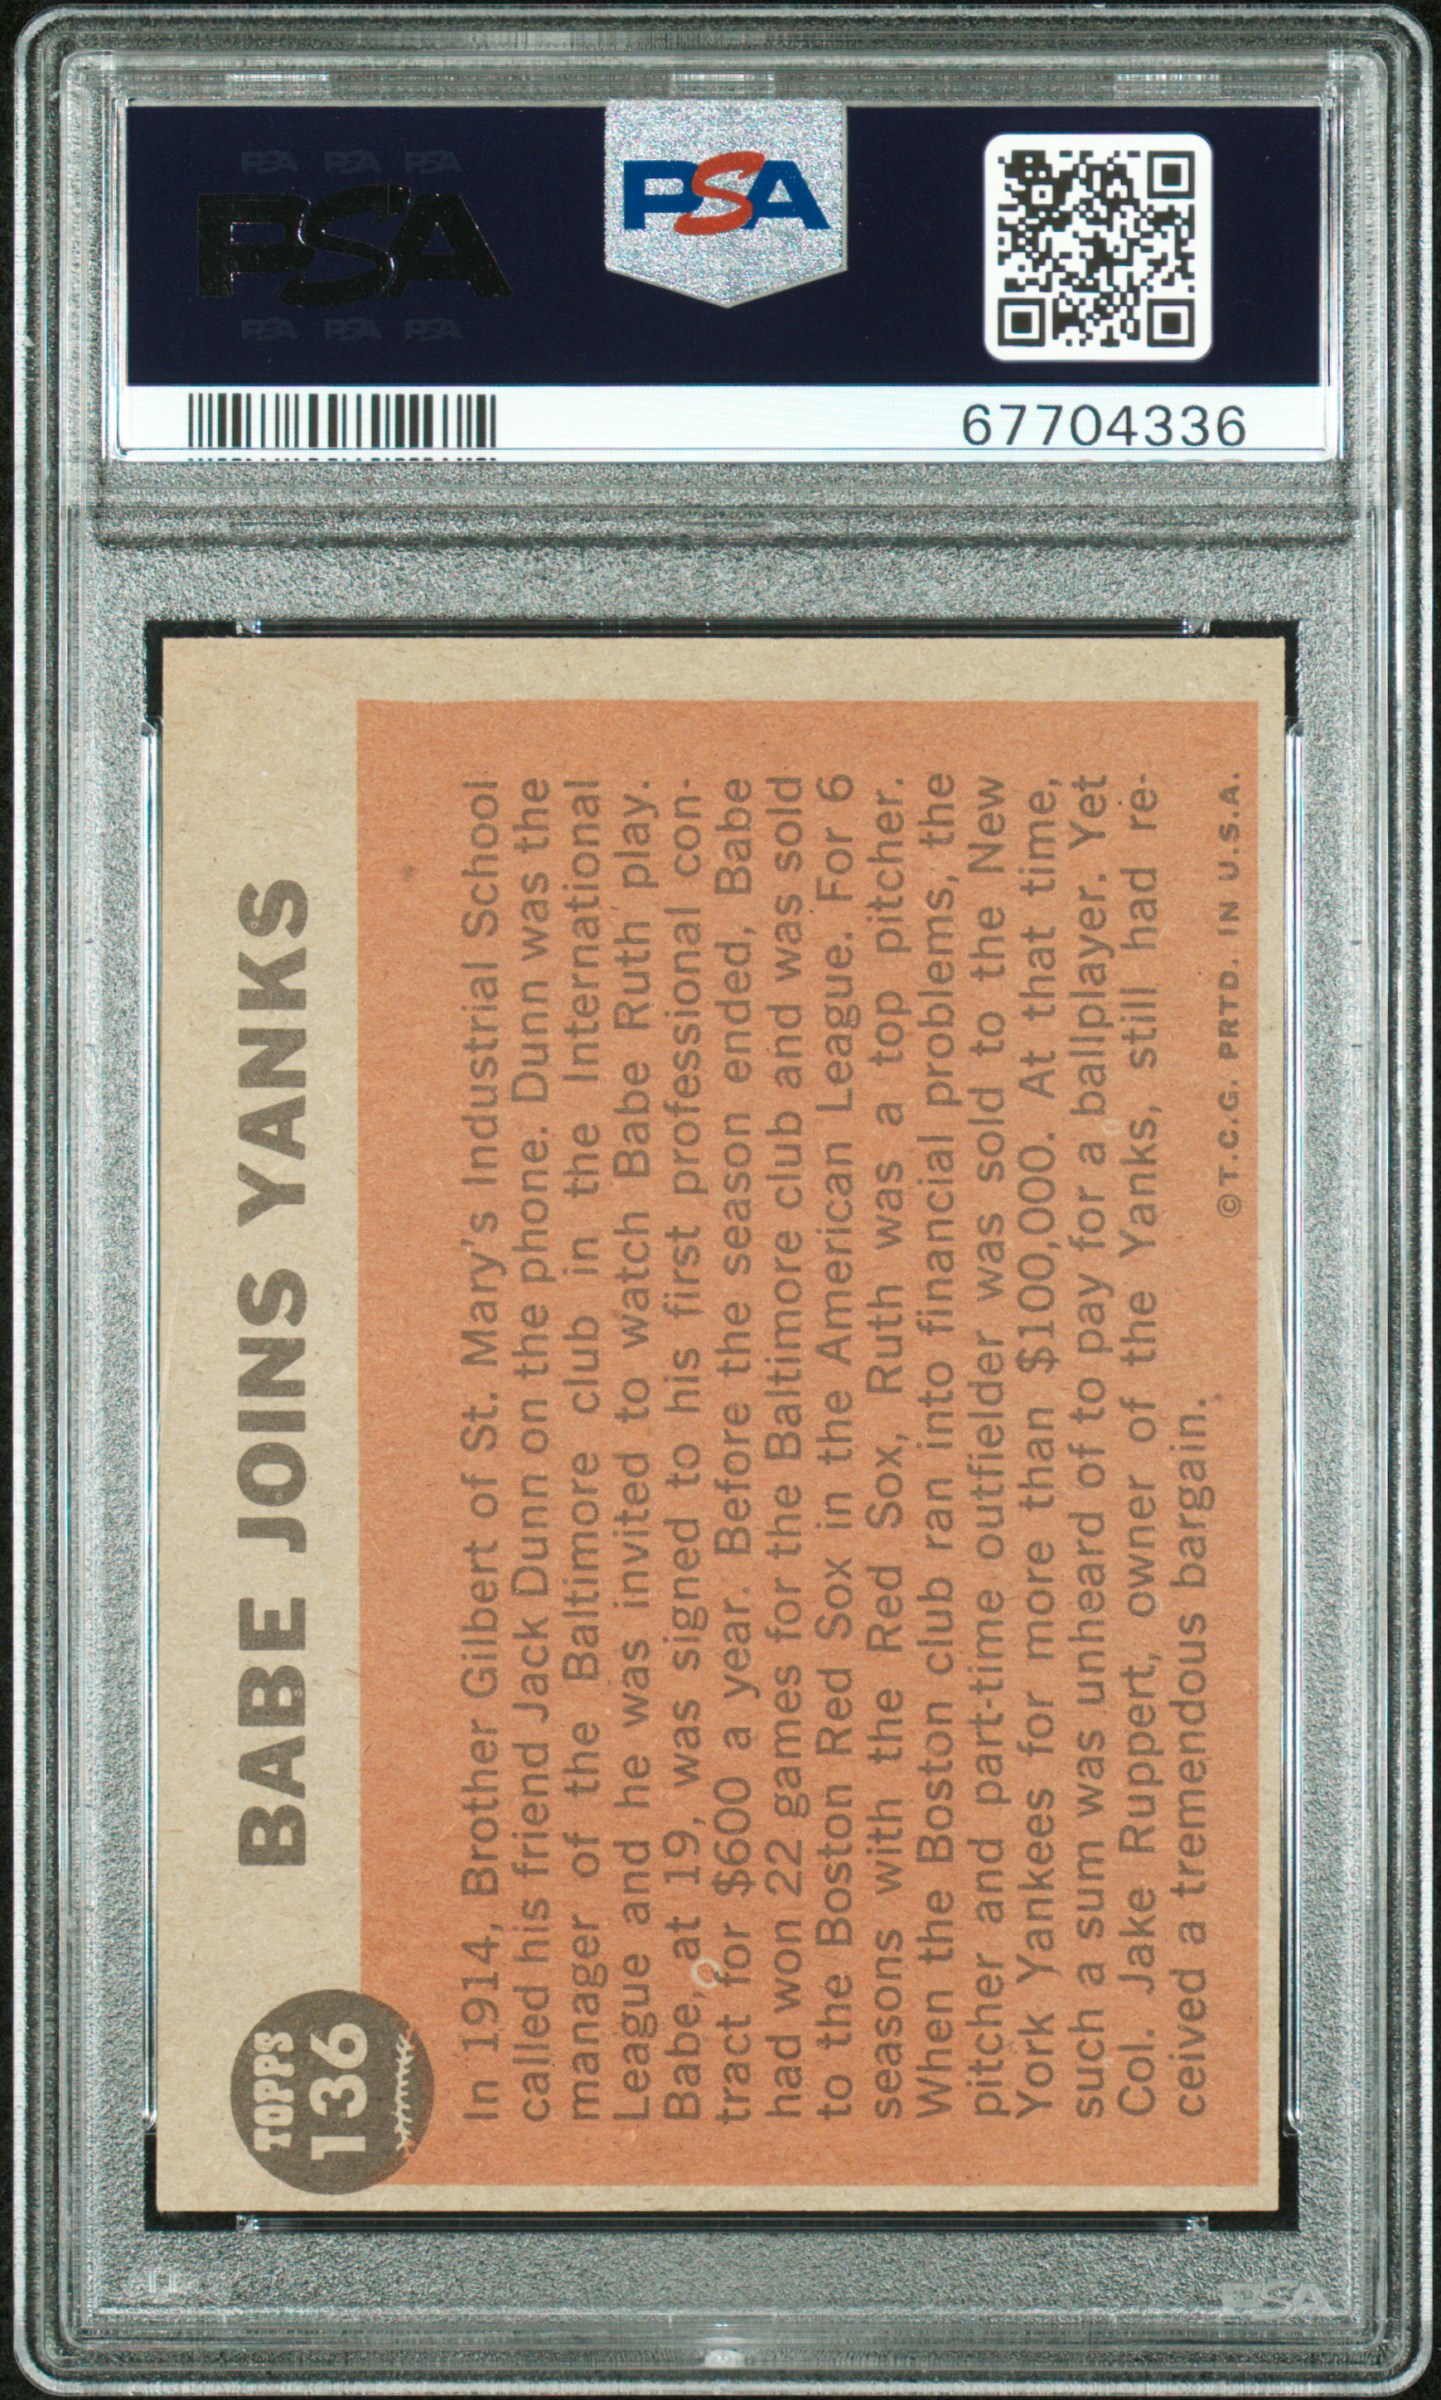 PSA PSA PSA
PSA
PSA PSA PSA
PSA
67704336
TOPPS
136
BABE JOINS YANKS
In 1914, Brother Gilbert of St. Mary's Industrial School
called his friend Jack Dunn on the phone. Dunn was the
manager of the Baltimore club in the International
League and he was invited to watch Babe Ruth play.
Babe, at 19, was signed to his first professional con-
tract for $600 a year. Before the season ended, Babe
had won 22 games for the Baltimore club and was sold
to the Boston Red Sox in the American League. For 6
seasons with the Red Sox, Ruth was a top pitcher.
When the Boston club ran into financial problems, the
pitcher and part-time outfielder was sold to the New
York Yankees for more than $100,000. At that time,
such a sum was unheard of to pay for a ballplayer. Yet
Col. Jake Ruppert, owner of the Yanks, still had re-
ceived a tremendous bargain.
©T.C.G. PRTD. IN U.S.A.
PSA